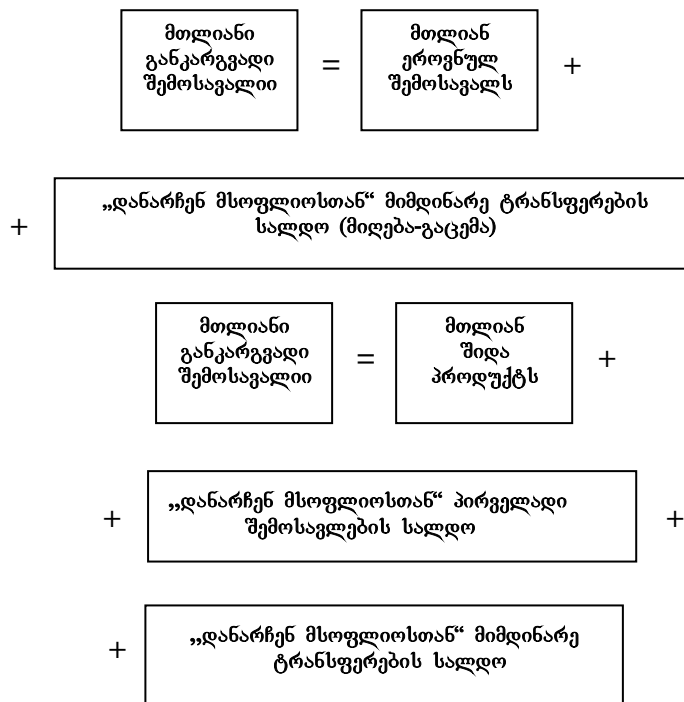 მთლიანი
განკარგვადი
შემოსავალიი
=
მთლიან
ეროვნულ
შემოსავალს
+
+
„დანარჩენ მსოფლიოსთან“ მიმდინარე ტრანსფერების
სალდო (მიღება-გაცემა)
მთლიანი
განკარგვადი
შემოსავალიი
=
მთლიან
შიდა
პროდუქტს
+
+
„დანარჩენ მსოფლიოსთან“ პირველადი
შემოსავლების სალდო
+
+
„დანარჩენ მსოფლიოსთან“ მიმდინარე
ტრანსფერების სალდო